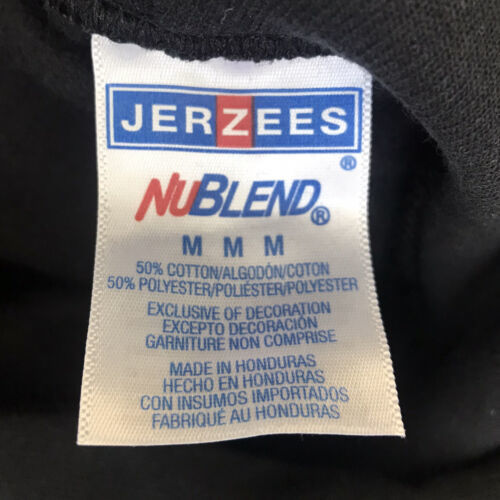 JERZEES
®
NUBLEND®
M M M
50% COTTON/ALGODÓN/COTON
50% POLYESTER/POLIÉSTER/POLYESTER
EXCLUSIVE OF DECORATION
EXCEPTO DECORACIÓN
GARNITURE NON COMPRISE
MADE IN HONDURAS
HECHO EN HONDURAS
CON INSUMOS IMPORTADOS
FABRIQUÉ AU HONDURAS